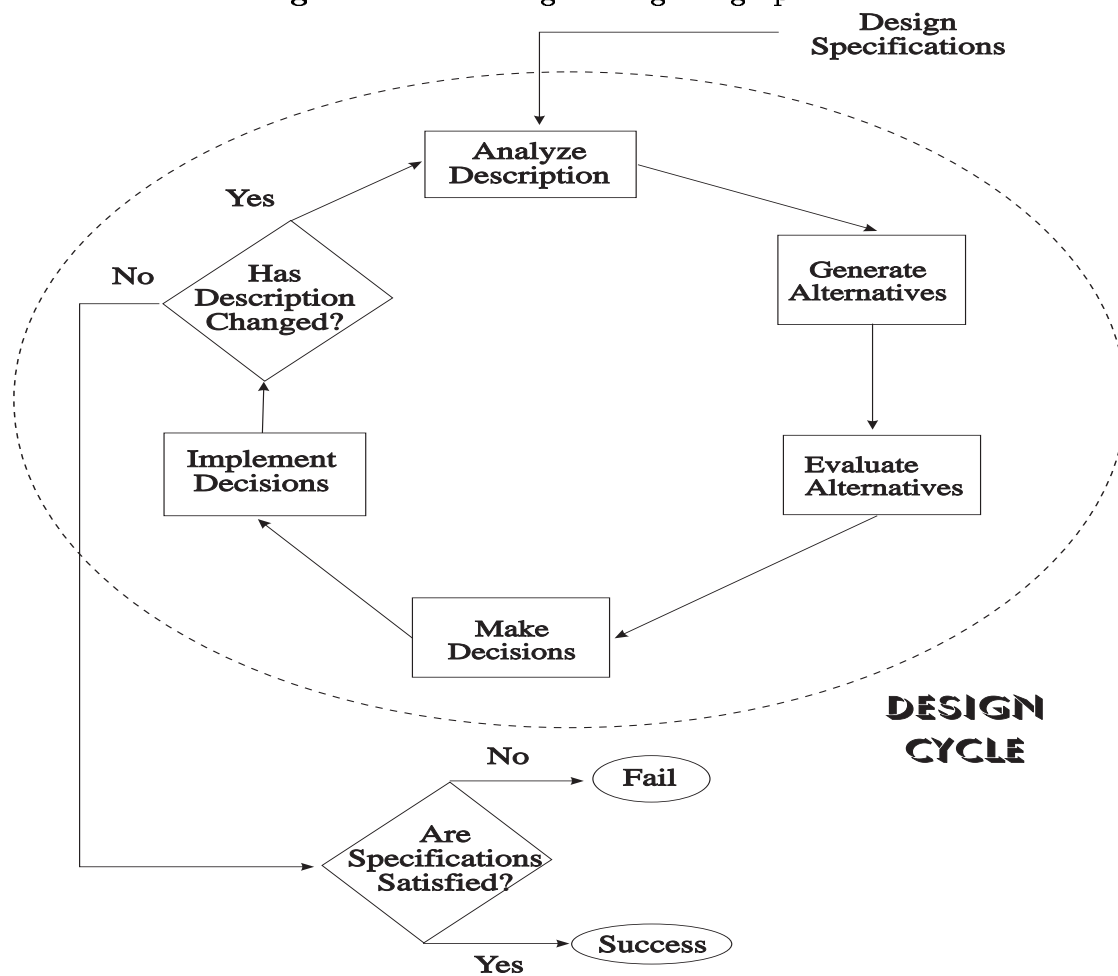 Design
Specifications
Analyze
Description
Yes
Generate
Alternatives
No
Has
Description
Changed?
Implement
Decisions
Evaluate
Alternatives
Make
Decisions
DESIGN
CYCLE
No
Fail
Are
Specifications
Satisfied?
Success
Yes